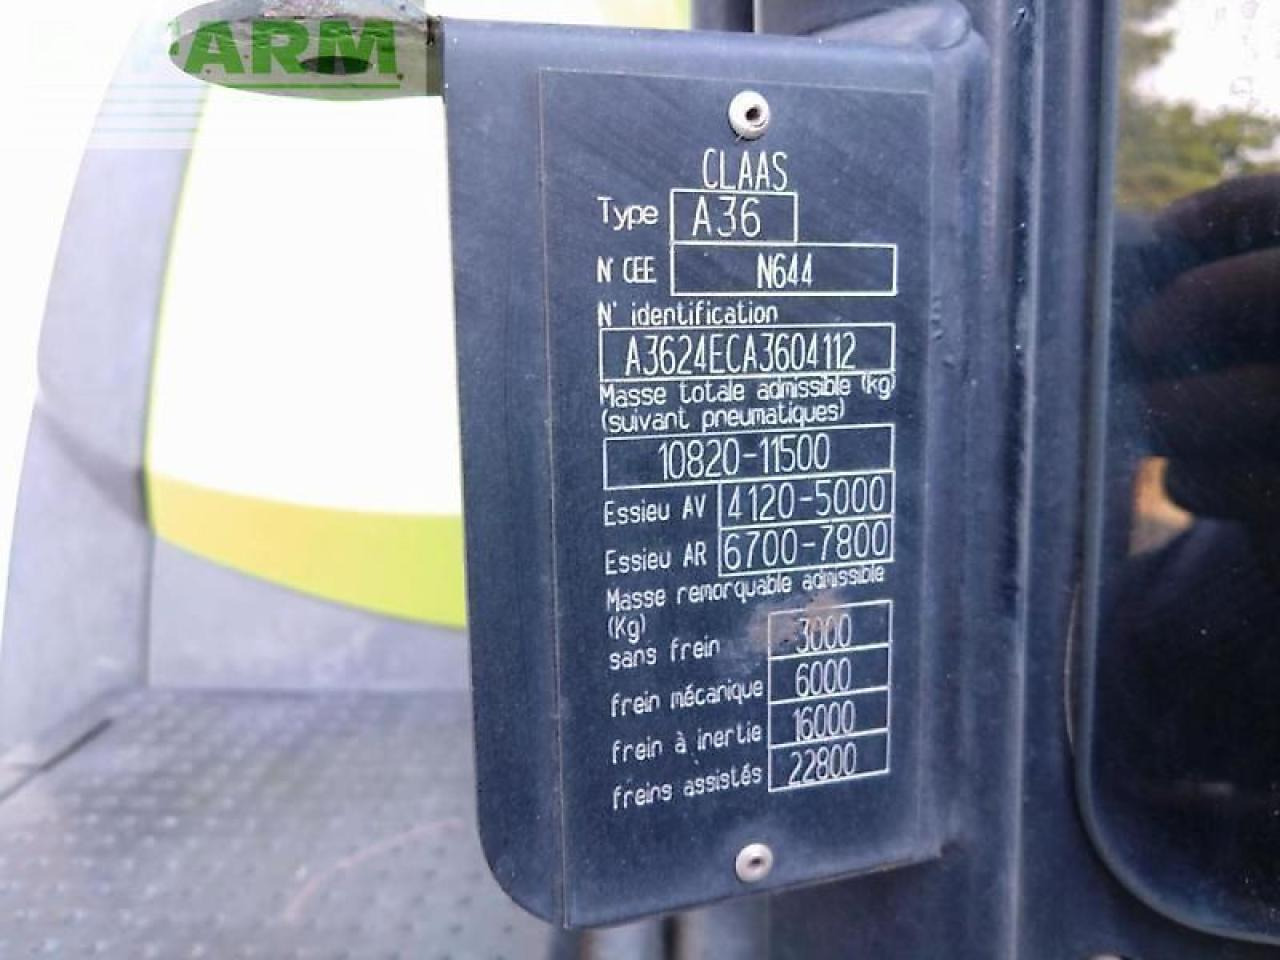 FARM
CLAAS
Type A36
N° CEE N644
N° identification
A3624ECA3604112
Masse totale admissible (kg)
(suivant pneumatiques)
10820-11500
Essieu AV 4120-5000
Essieu AR 6700-7800
Masse remorquable admissible
(Kg)
sans frein 3000
frein mécanique 6000
frein à inertie 16000
freins assistés 22800